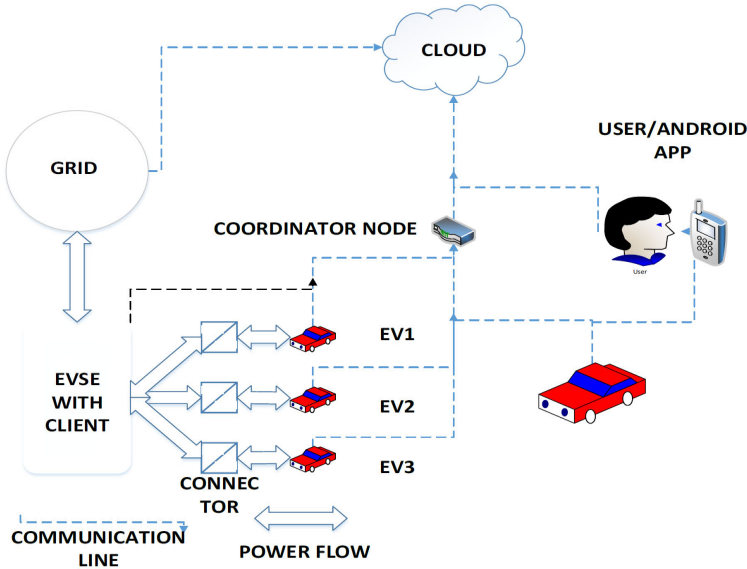 CLOUD
USER/ANDROID
APP
GRID
COORDINATOR NODE
User
EV1
EVSE
WITH
CLIENT
EV2
EV3
CONNEC
TOR
COMMUNICATION
LINE
POWER FLOW